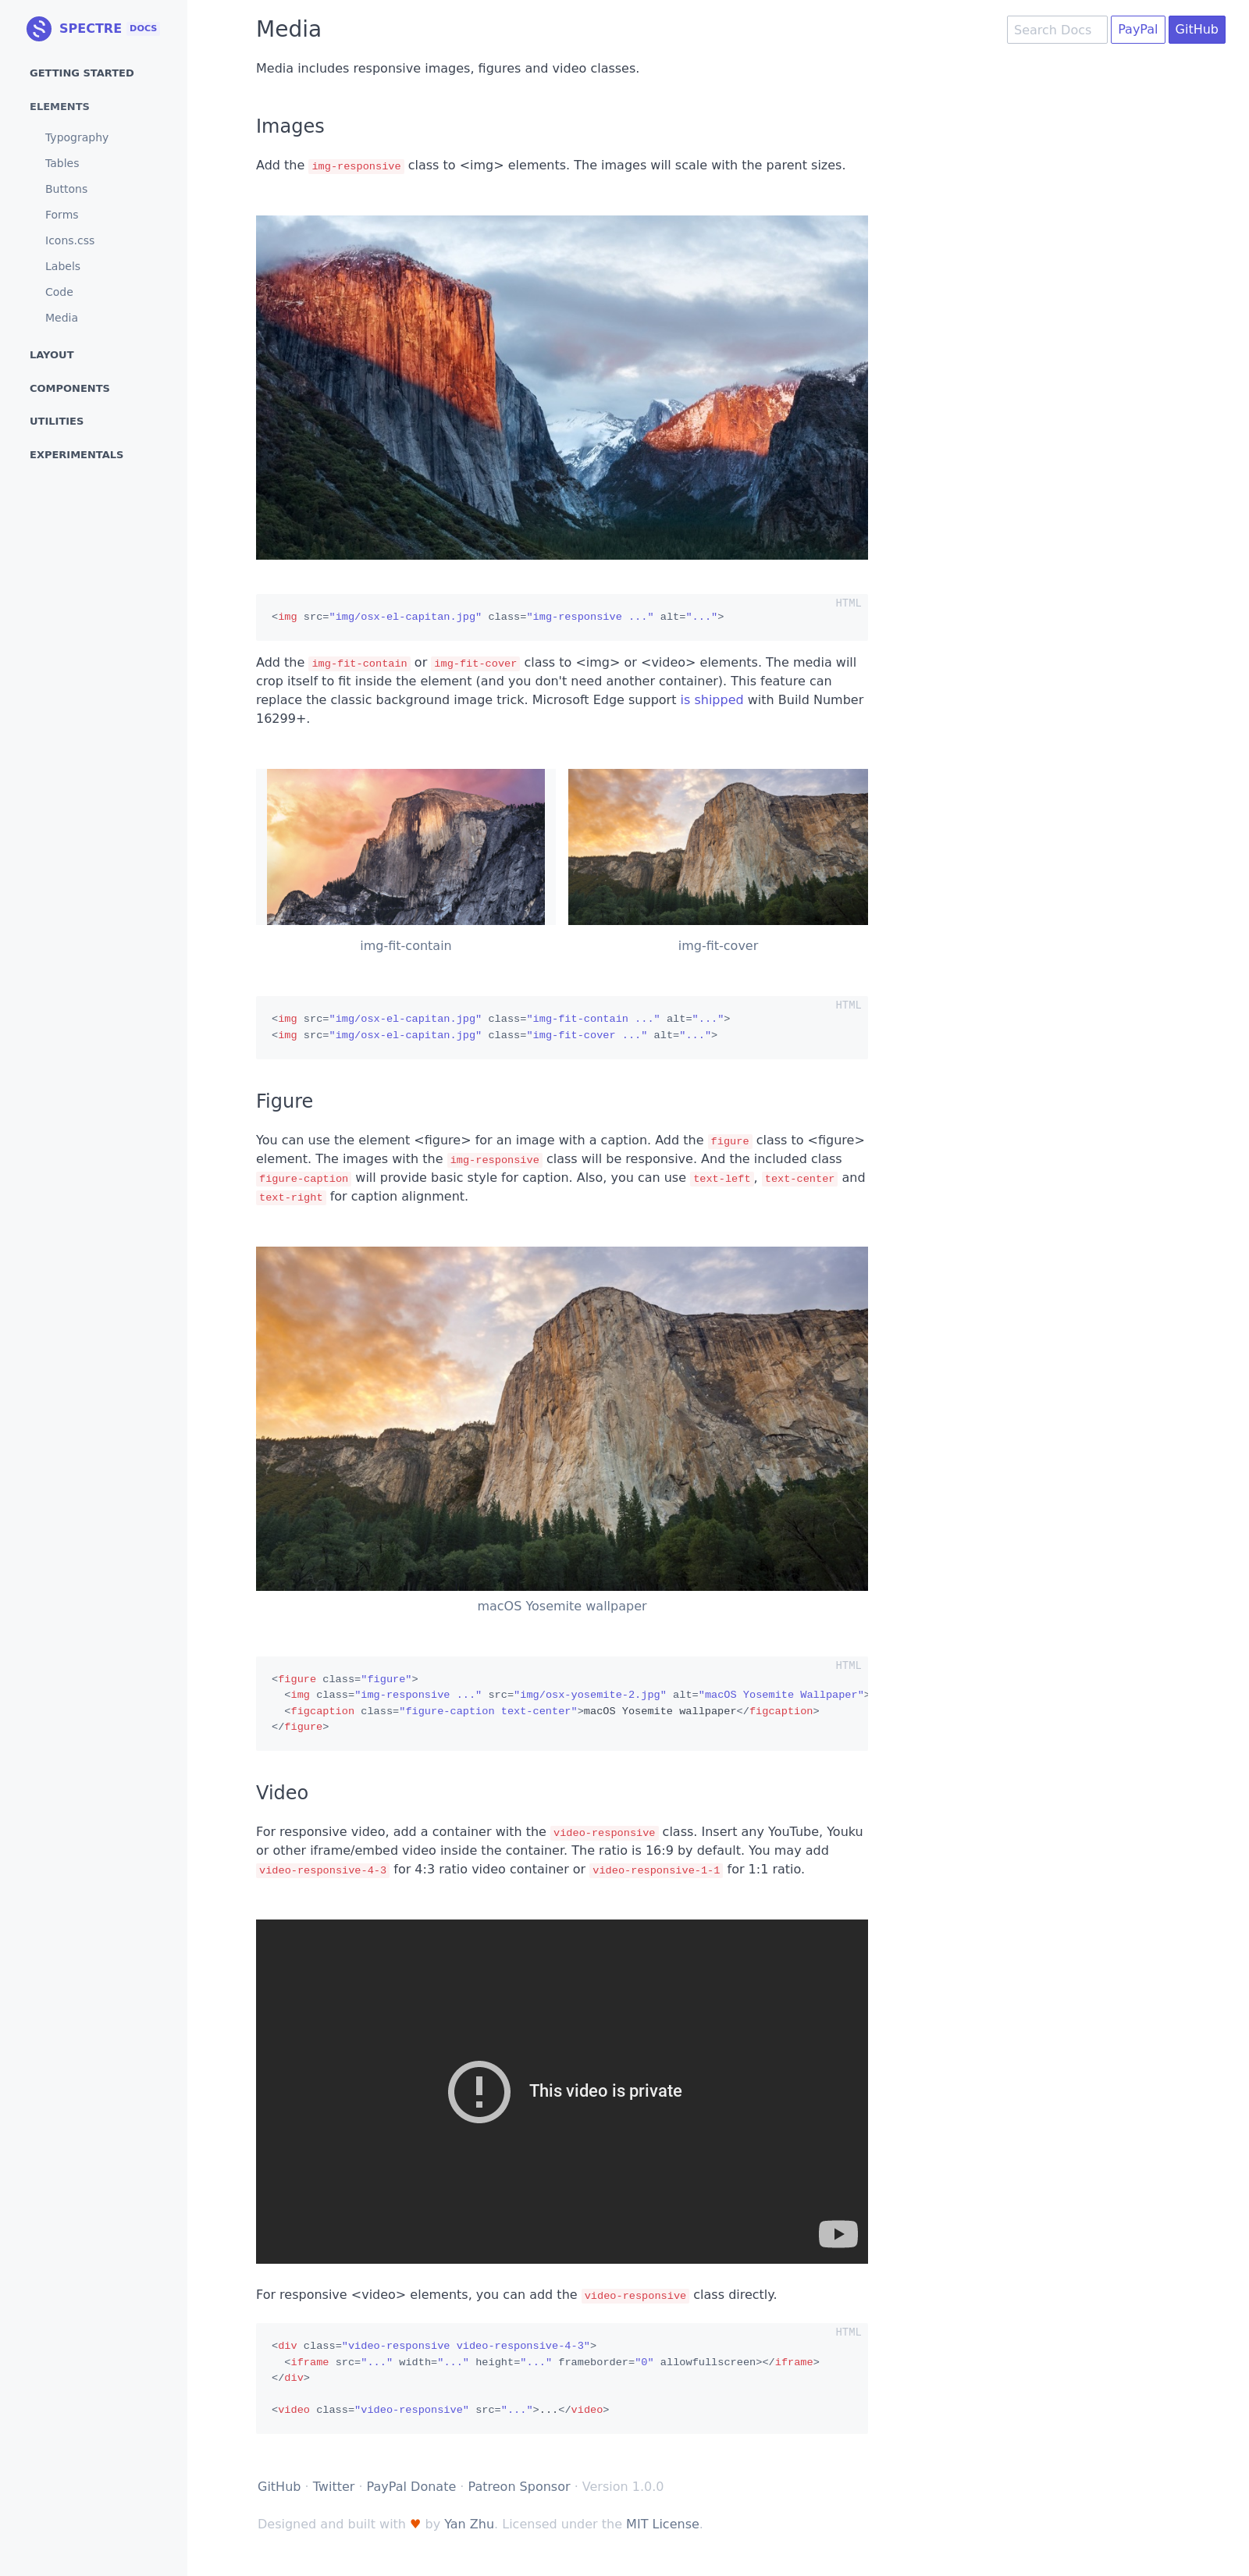 SPECTRE DOCS
GETTING STARTED
ELEMENTS
Typography
Tables
Buttons
Forms
Icons.css
Labels
Code
Media
LAYOUT
COMPONENTS
UTILITIES
EXPERIMENTALS
Media
Search Docs PayPal GitHub
Media includes responsive images, figures and video classes.
Images
Add the img-responsive class to <img> elements. The images will scale with the parent sizes.
HTML
<img src="img/osx-el-capitan.jpg" class="img-responsive ..." alt="...">
Add the img-fit-contain or img-fit-cover class to <img> or <video> elements. The media will
crop itself to fit inside the element (and you don't need another container). This feature can
replace the classic background image trick. Microsoft Edge support is shipped with Build Number
16299+.
img-fit-contain
img-fit-cover
HTML
<img src="img/osx-el-capitan.jpg" class="img-fit-contain ..." alt="...">
<img src="img/osx-el-capitan.jpg" class="img-fit-cover ..." alt="...">
Figure
You can use the element <figure> for an image with a caption. Add the figure class to <figure>
element. The images with the img-responsive class will be responsive. And the included class
figure-caption will provide basic style for caption. Also, you can use text-left, text-center and
text-right for caption alignment.
macOS Yosemite wallpaper
HTML
<figure class="figure">
  <img class="img-responsive ..." src="img/osx-yosemite-2.jpg" alt="macOS Yosemite Wallpaper">
  <figcaption class="figure-caption text-center">macOS Yosemite wallpaper</figcaption>
</figure>
Video
For responsive video, add a container with the video-responsive class. Insert any YouTube, Youku
or other iframe/embed video inside the container. The ratio is 16:9 by default. You may add
video-responsive-4-3 for 4:3 ratio video container or video-responsive-1-1 for 1:1 ratio.
This video is private
For responsive <video> elements, you can add the video-responsive class directly.
HTML
<div class="video-responsive video-responsive-4-3">
  <iframe src="..." width="..." height="..." frameborder="0" allowfullscreen></iframe>
</div>
<video class="video-responsive" src="...">...</video>
GitHub · Twitter · PayPal Donate · Patreon Sponsor · Version 1.0.0
Designed and built with ♥ by Yan Zhu. Licensed under the MIT License.